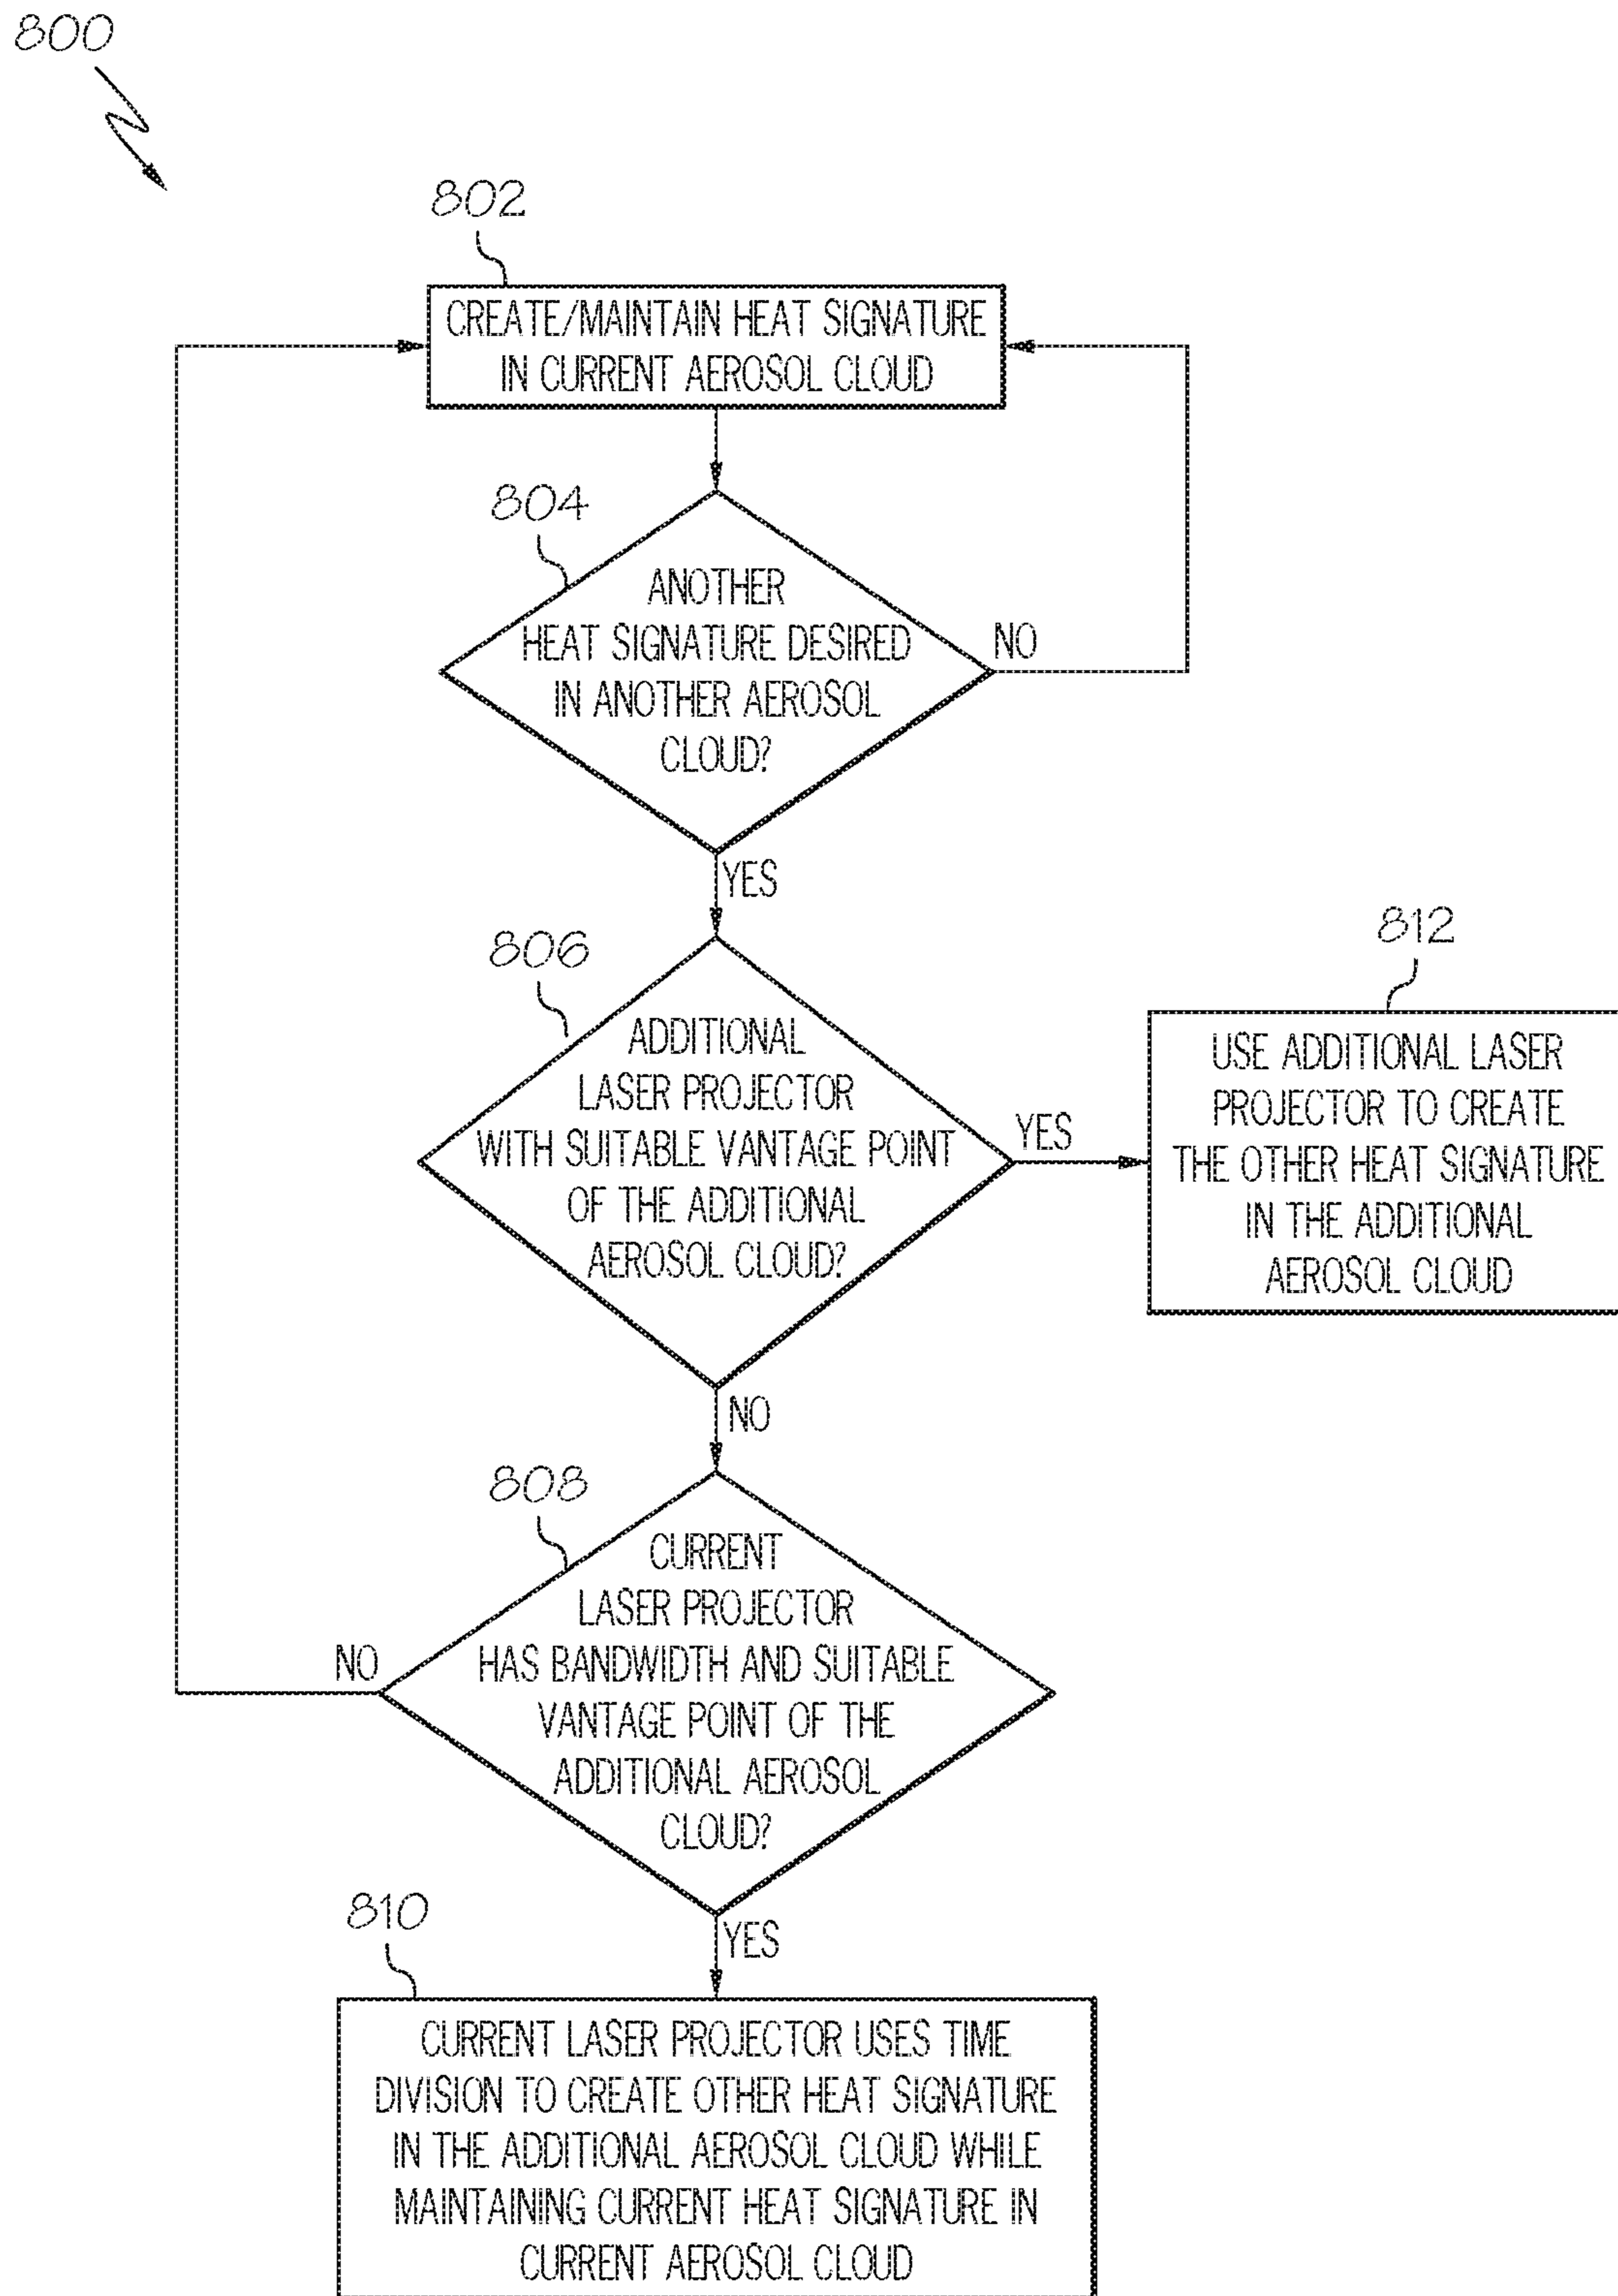 800
802
CREATE/MAINTAIN HEAT SIGNATURE
IN CURRENT AEROSOL CLOUD
804
ANOTHER
HEAT SIGNATURE DESIRED
IN ANOTHER AEROSOL
CLOUD?
NO
YES
806
ADDITIONAL
LASER PROJECTOR
WITH SUITABLE VANTAGE POINT
OF THE ADDITIONAL
AEROSOL CLOUD?
YES
812
USE ADDITIONAL LASER
PROJECTOR TO CREATE
THE OTHER HEAT SIGNATURE
IN THE ADDITIONAL
AEROSOL CLOUD
NO
808
CURRENT
LASER PROJECTOR
HAS BANDWIDTH AND SUITABLE
VANTAGE POINT OF THE
ADDITIONAL AEROSOL
CLOUD?
NO
YES
810
CURRENT LASER PROJECTOR USES TIME
DIVISION TO CREATE OTHER HEAT SIGNATURE
IN THE ADDITIONAL AEROSOL CLOUD WHILE
MAINTAINING CURRENT HEAT SIGNATURE IN
CURRENT AEROSOL CLOUD